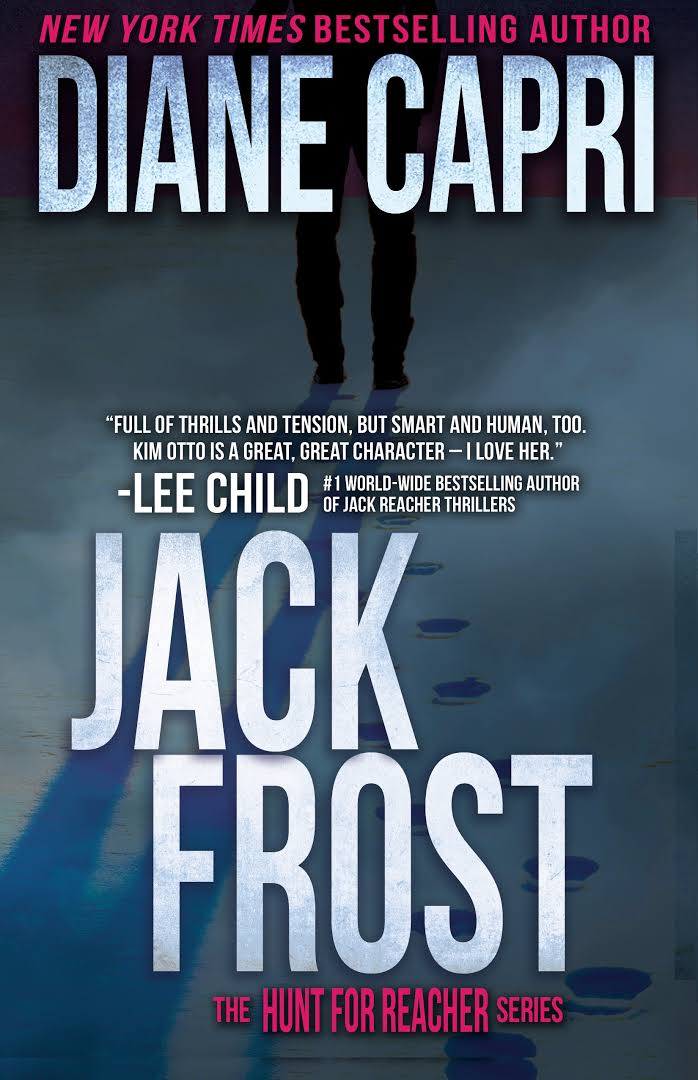 NEW YORK TIMES BESTSELLING AUTHOR
DIANE CAPRI
“FULL OF THRILLS AND TENSION, BUT SMART AND HUMAN, TOO.
KIM OTTO IS A GREAT, GREAT CHARACTER – I LOVE HER.”
-LEE CHILD
#1 WORLD-WIDE BESTSELLING AUTHOR
OF JACK REACHER THRILLERS
JACK
FROST
THE HUNT FOR REACHER SERIES